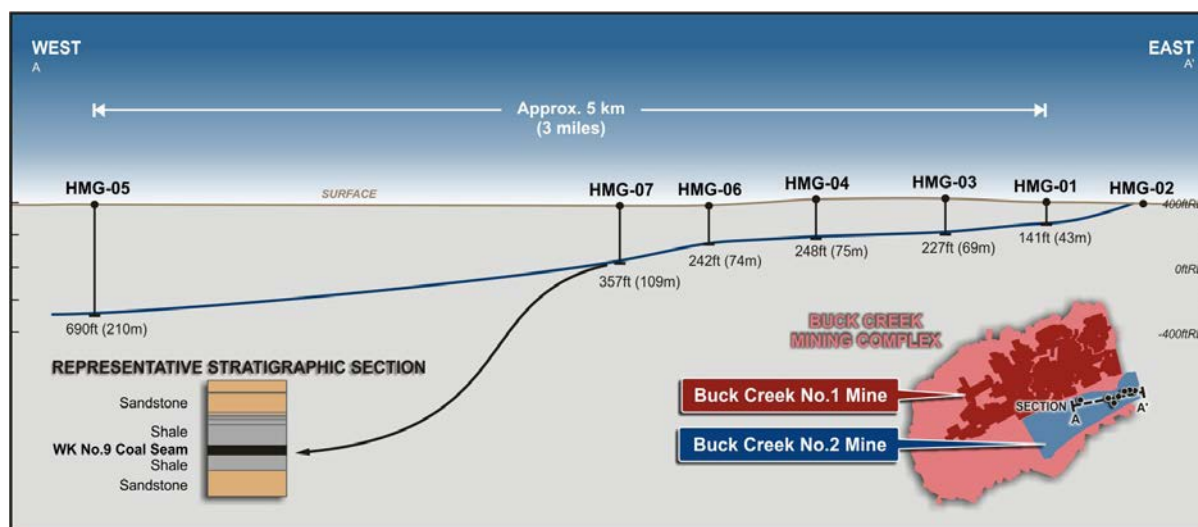 WEST
A
EAST
A'
Approx. 5 km
(3 miles)
HMG-05
SURFACE
HMG-07
HMG-06
HMG-04
HMG-03
HMG-01
HMG-02
400ftRL
141ft (43m)
227ft (69m)
248ft (75m)
242ft (74m)
357ft (109m)
0ftRL
690ft (210m)
-400ftRL
BUCK CREEK
MINING COMPLEX
REPRESENTATIVE STRATIGRAPHIC SECTION
Sandstone
Shale
WK No.9 Coal Seam
Shale
Sandstone
Buck Creek No.1 Mine
Buck Creek No.2 Mine
SECTION
A
A'